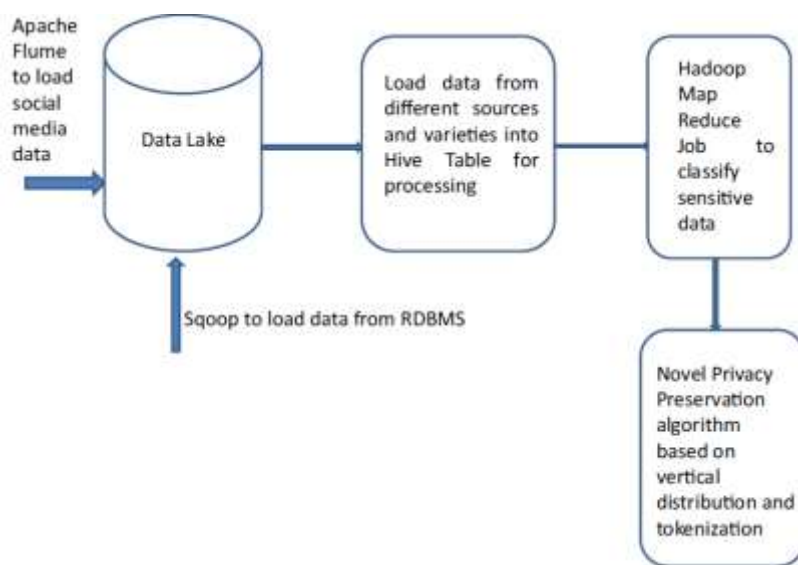 Apache
Flume
to load
social
media
data
Data Lake
Load data from
different sources
and varieties into
Hive Table for
processing
Hadoop
Map
Reduce
Job to
classify
sensitive
data
Sqoop to load data from RDBMS
Novel Privacy
Preservation
algorithm
based on
vertical
distribution and
tokenization